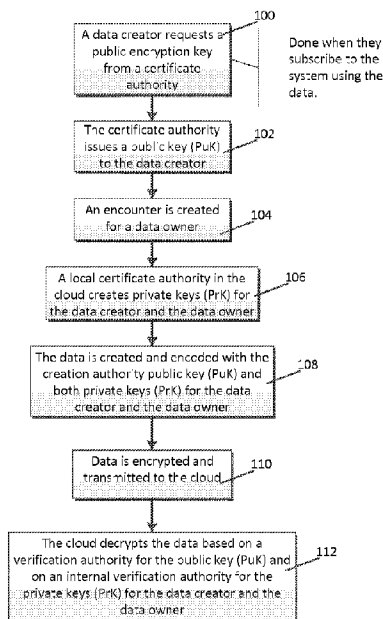 100
A data creator requests a
public encryption key
from a certificate
authority
Done when they
subscribe to the
system using the
data.
The certificate authority
issues a public key (PuK)
to the data creator
102
An encounter is created
for a data owner
104
A local certificate authority in the
cloud creates private keys (PrK) for
the data creator and the data owner
106
The data is created and encoded with the
creation authority public key (PuK) and
both private keys (PrK) for the data
creator and the data owner
108
Data is encrypted and
transmitted to the cloud
110
The cloud decrypts the data based on a
verification authority for the public key (PuK) and
on an internal verification authority for the
private keys (PrK) for the data creator and the
data owner
112